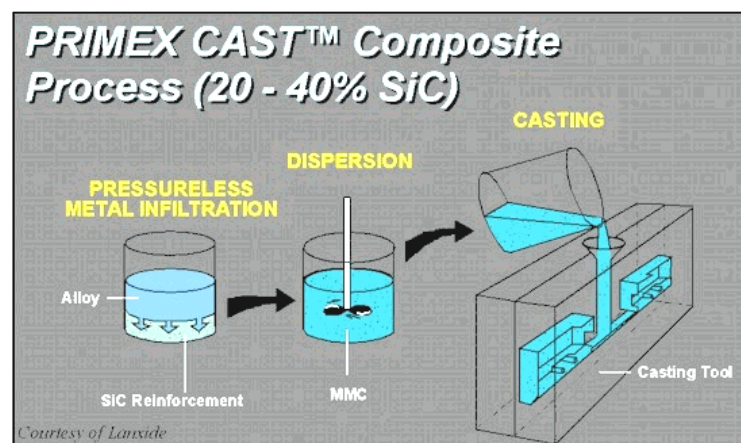 PRIMEX CAST™ Composite
Process (20 - 40% SiC)
CASTING
DISPERSION
PRESSURELESS
METAL INFILTRATION
Alloy
SiC Reinforcement
MMC
Casting Tool
Courtesy of Lanxide